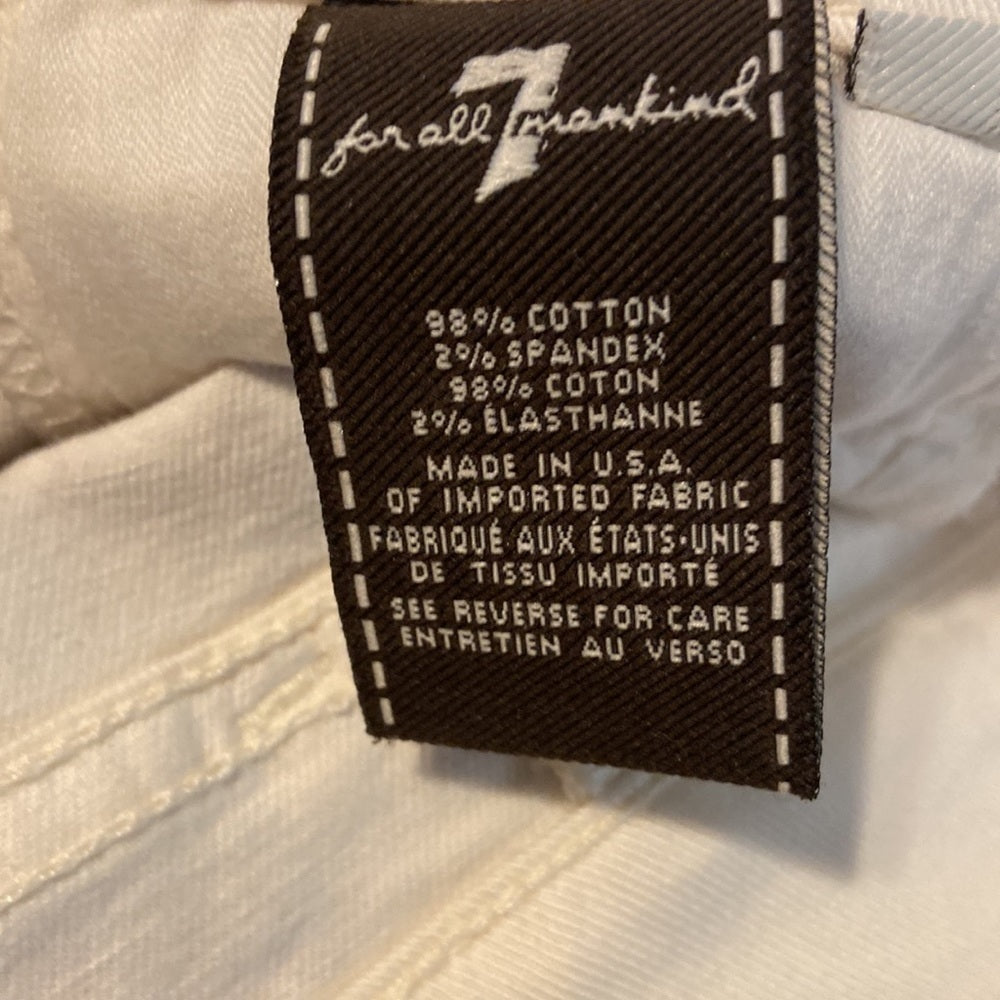 for all 7 mankind
98% COTTON
2% SPANDEX
98% COTON
2% ÉLASTHANNE
MADE IN U.S.A.
OF IMPORTED FABRIC
FABRIQUÉ AUX ÉTATS-UNIS
DE TISSU IMPORTÉ
SEE REVERSE FOR CARE
ENTRETIEN AU VERSO